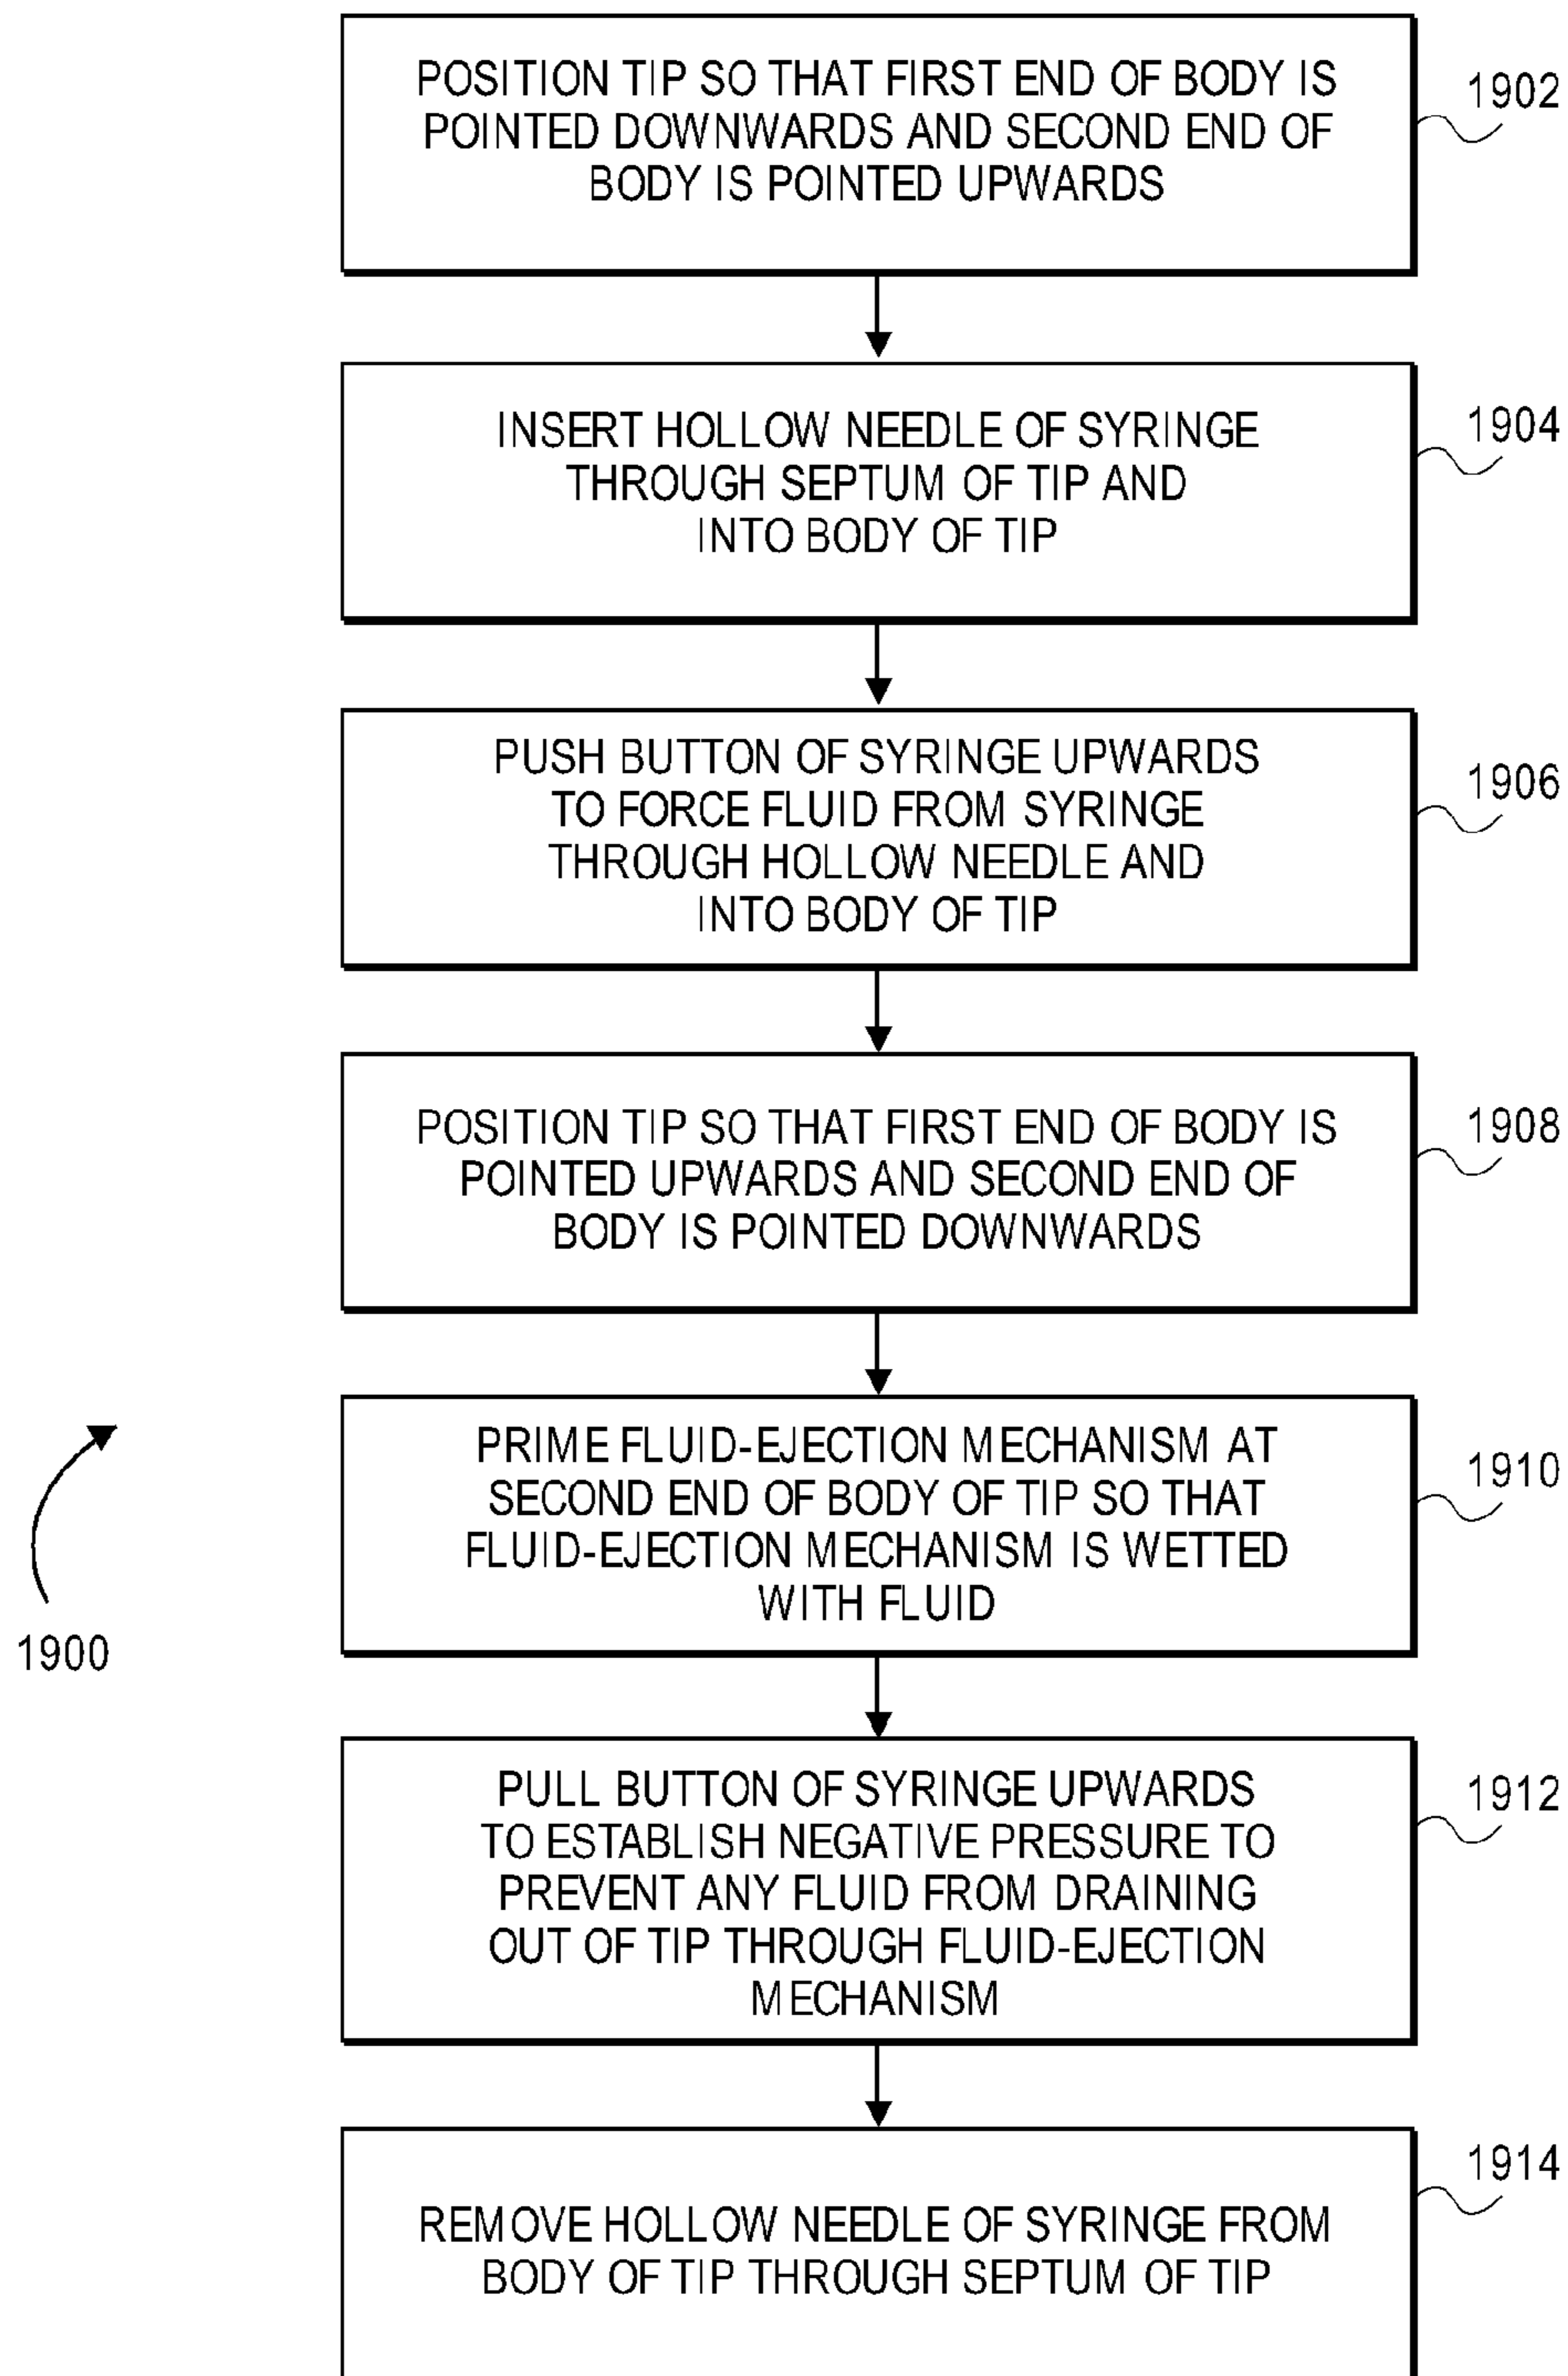 POSITION TIP SO THAT FIRST END OF BODY IS
POINTED DOWNWARDS AND SECOND END OF
BODY IS POINTED UPWARDS
1902
INSERT HOLLOW NEEDLE OF SYRINGE
THROUGH SEPTUM OF TIP AND
INTO BODY OF TIP
1904
PUSH BUTTON OF SYRINGE UPWARDS
TO FORCE FLUID FROM SYRINGE
THROUGH HOLLOW NEEDLE AND
INTO BODY OF TIP
1906
POSITION TIP SO THAT FIRST END OF BODY IS
POINTED UPWARDS AND SECOND END OF
BODY IS POINTED DOWNWARDS
1908
PRIME FLUID-EJECTION MECHANISM AT
SECOND END OF BODY OF TIP SO THAT
FLUID-EJECTION MECHANISM IS WETTED
WITH FLUID
1910
1900
PULL BUTTON OF SYRINGE UPWARDS
TO ESTABLISH NEGATIVE PRESSURE TO
PREVENT ANY FLUID FROM DRAINING
OUT OF TIP THROUGH FLUID-EJECTION
MECHANISM
1912
REMOVE HOLLOW NEEDLE OF SYRINGE FROM
BODY OF TIP THROUGH SEPTUM OF TIP
1914